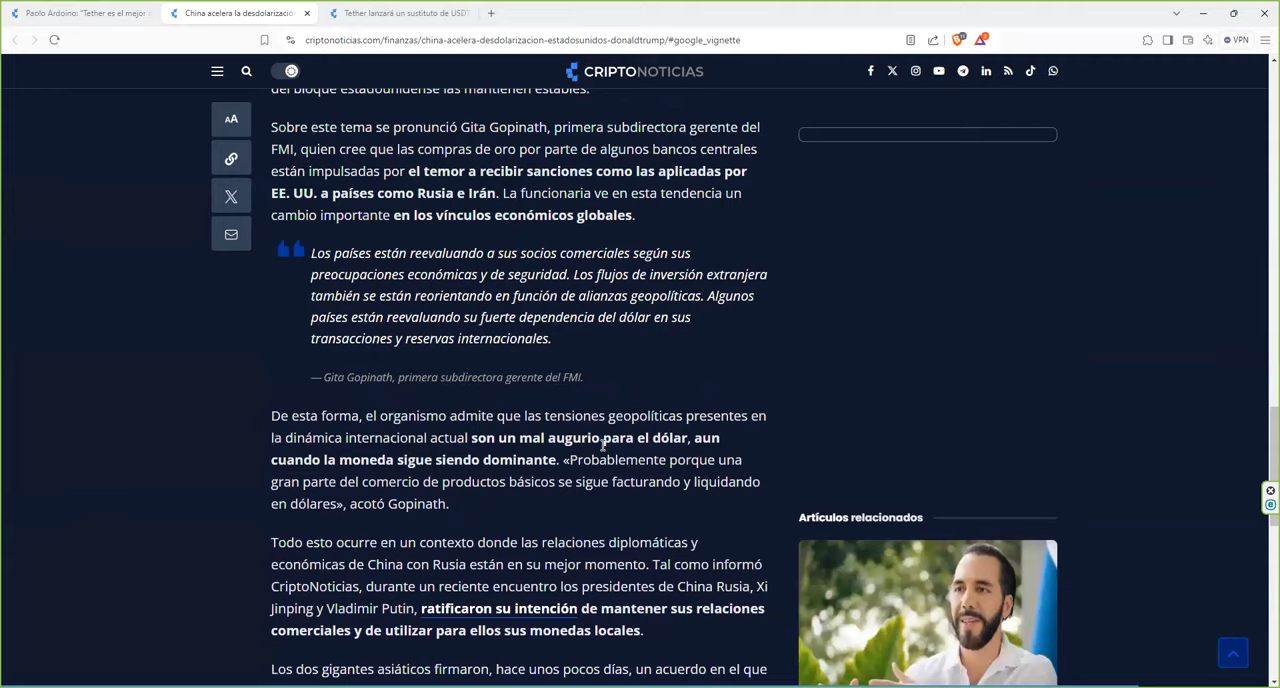 Paolo Ardoino: "Tether es el mejor
China acelera la desdolarizació
Tether lanzará un sustituto de USD
criptonoticias.com/finanzas/china-acelera-desdolarizacion-estadosunidos-donaldtrump/#google_vignette
VPN
CRIPTONOTICIAS
AA
del bloque estadounidense las mantienen estables.
Sobre este tema se pronunció Gita Gopinath, primera subdirectora gerente del
FMI, quien cree que las compras de oro por parte de algunos bancos centrales
están impulsadas por el temor a recibir sanciones como las aplicadas por
EE. UU. a países como Rusia e Irán. La funcionaria ve en esta tendencia un
cambio importante en los vínculos económicos globales.
Los países están reevaluando a sus socios comerciales según sus
preocupaciones económicas y de seguridad. Los flujos de inversión extranjera
también se están reorientando en función de alianzas geopolíticas. Algunos
países están reevaluando su fuerte dependencia del dólar en sus
transacciones y reservas internacionales.
— Gita Gopinath, primera subdirectora gerente del FMI.
De esta forma, el organismo admite que las tensiones geopolíticas presentes en
la dinámica internacional actual son un mal augurio para el dólar, aun
cuando la moneda sigue siendo dominante. «Probablemente porque una
gran parte del comercio de productos básicos se sigue facturando y liquidando
en dólares», acotó Gopinath.
Todo esto ocurre en un contexto donde las relaciones diplomáticas y
económicas de China con Rusia están en su mejor momento. Tal como informó
CriptoNoticias, durante un reciente encuentro los presidentes de China Rusia, Xi
Jinping y Vladimir Putin, ratificaron su intención de mantener sus relaciones
comerciales y de utilizar para ellos sus monedas locales.
Los dos gigantes asiáticos firmaron, hace unos pocos días, un acuerdo en el que
Artículos relacionados